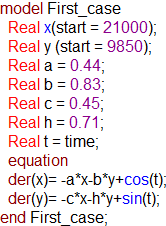 model First_case
Real x(start = 21000);
Real y (start = 9850);
Real a = 0.44;
Real b = 0.83;
Real c = 0.45;
Real h = 0.71;
Real t = time;
equation
der(x)= -a*x-b*y+cos(t);
der(y)= -c*x-h*y+sin(t);
end First_case;